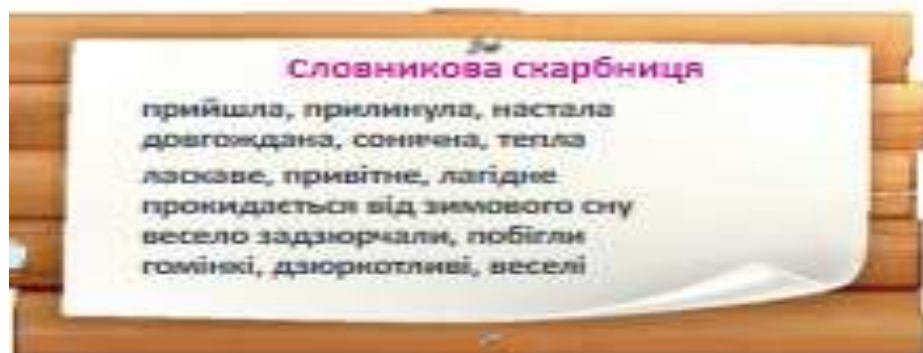 Словникова скарбниця
прийшла, прилинула, настала
довгождана, сонячна, тепла
ласкаве, привітне, лагідне
прокидається від зимового сну
весело задзюрчали, побігли
гомінкі, дзюркотливі, веселі